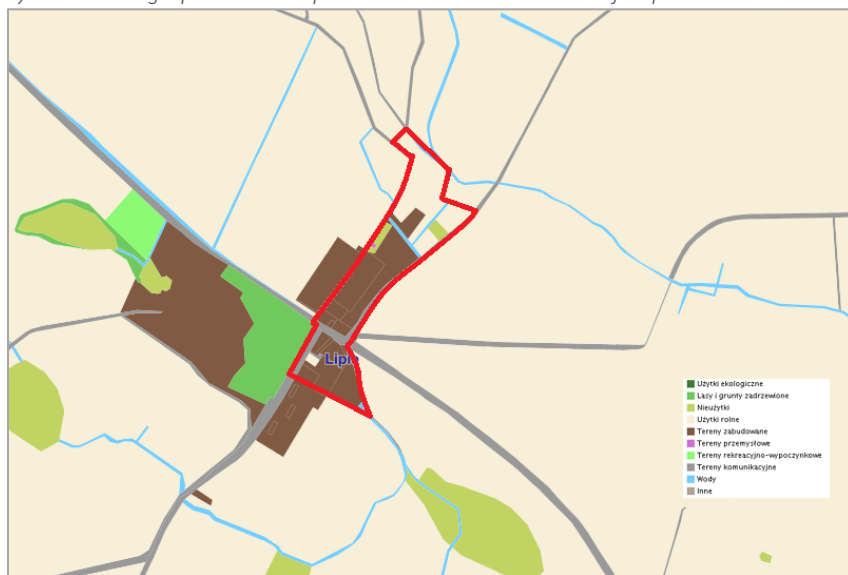 Lipie
Użytki ekologiczne
Lasy i grunty zadrzewione
Nieużytki
Użytki rolne
Tereny zabudowane
Tereny przemysłowe
Tereny rekreacyjno-wypoczynkowe
Tereny komunikacyjne
Wody
Inne